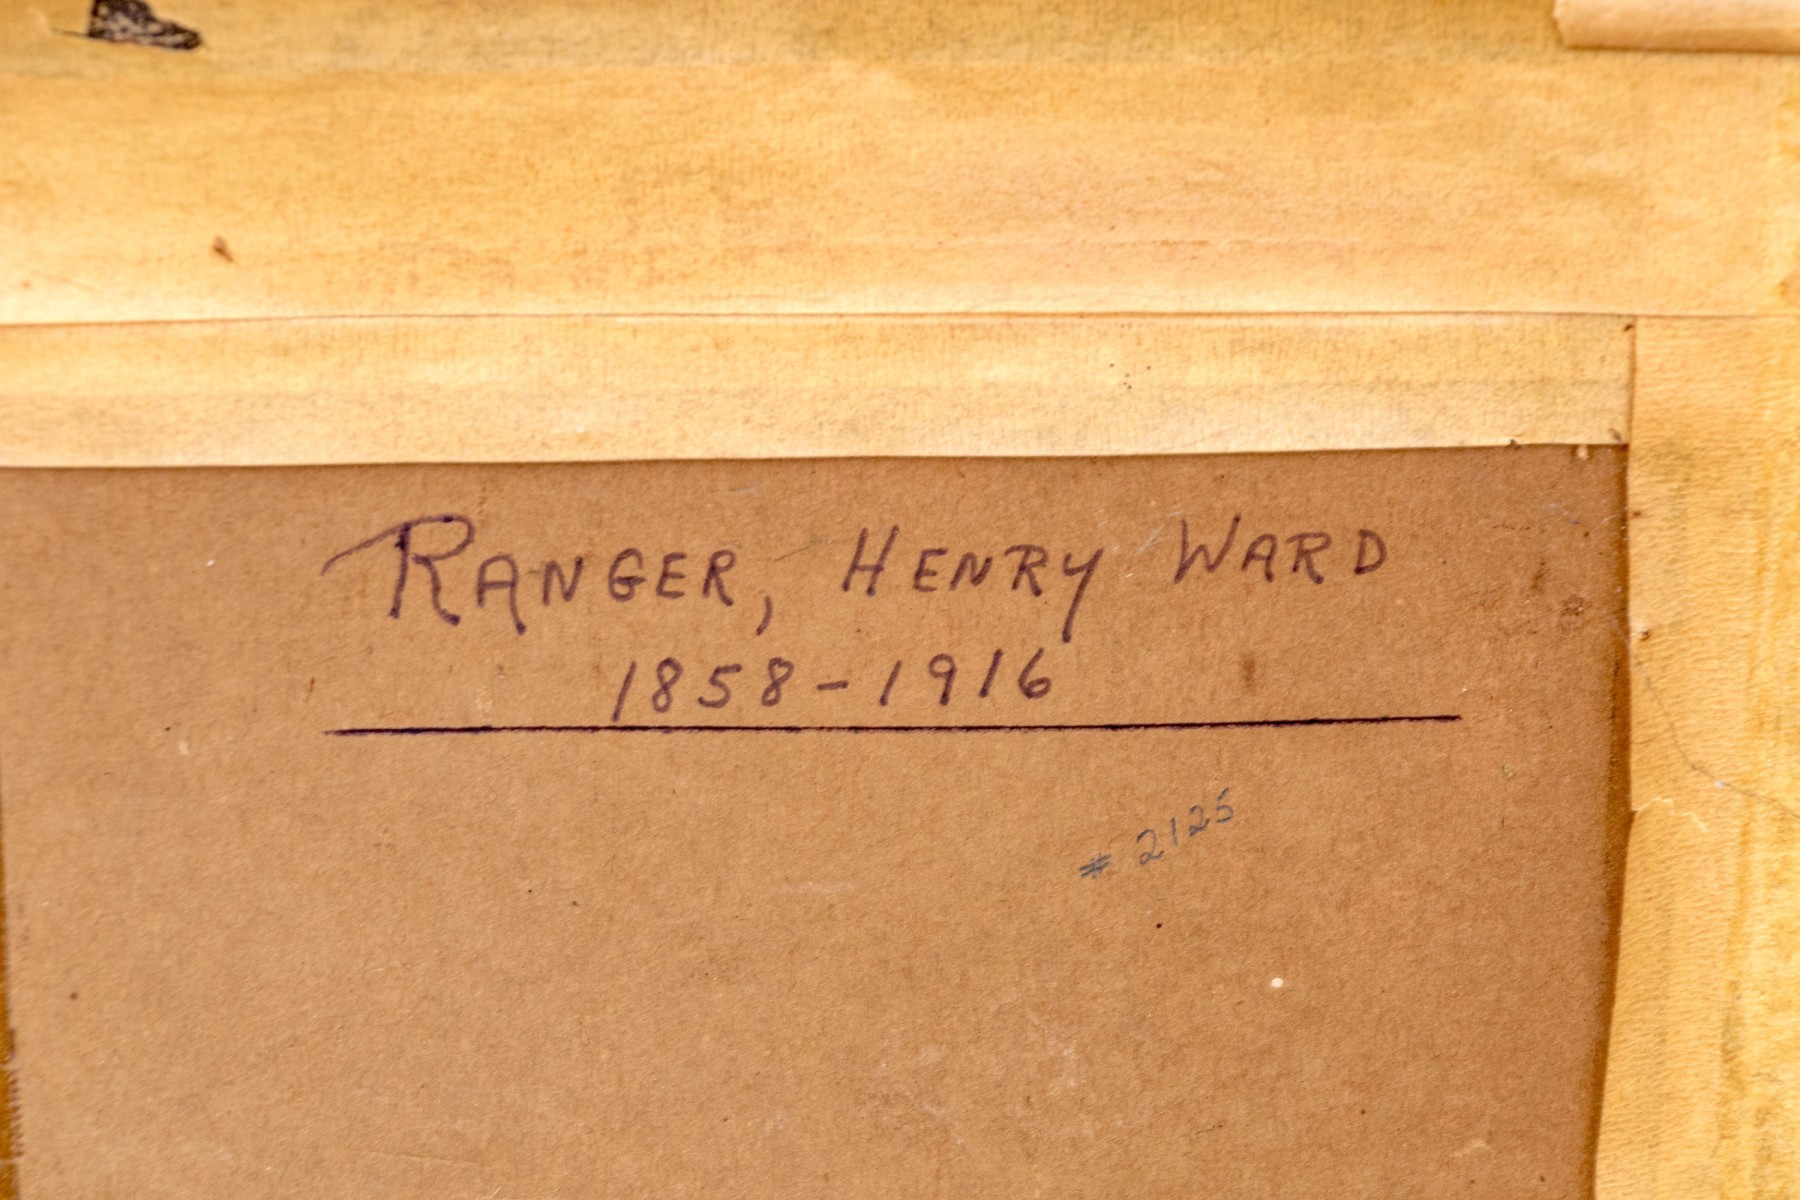 RANGER, HENRY WARD
1858-1916
# 2125